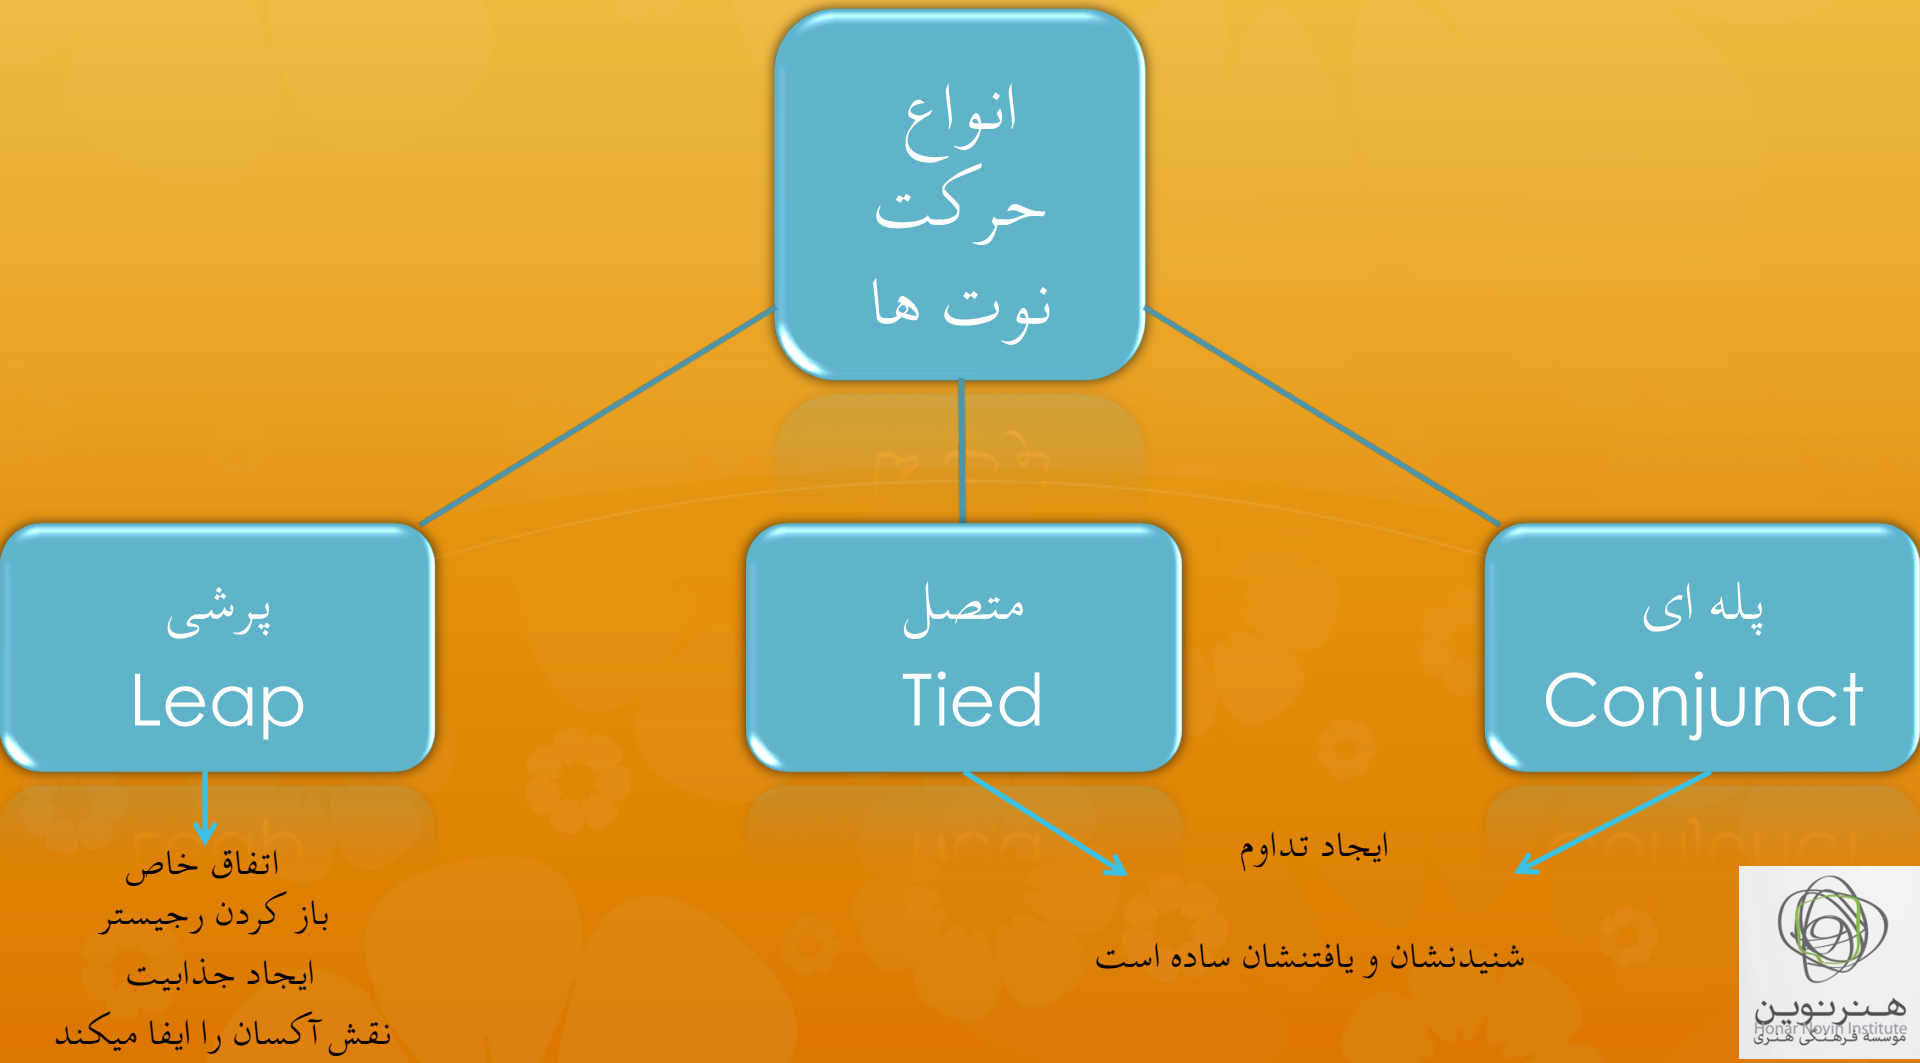 انواع
حرکت
نوت ها
پله ای
Conjunct
متصل
Tied
پرشی
Leap
ایجاد تداوم
شنیدنشان و یافتنشان ساده است
اتفاق خاص
باز کردن رجیستر
ایجاد جذابیت
نقش آکسان را ایفا میکند
هنرنوین
Honar Novin Institute
موسسه فرهنگی هنری